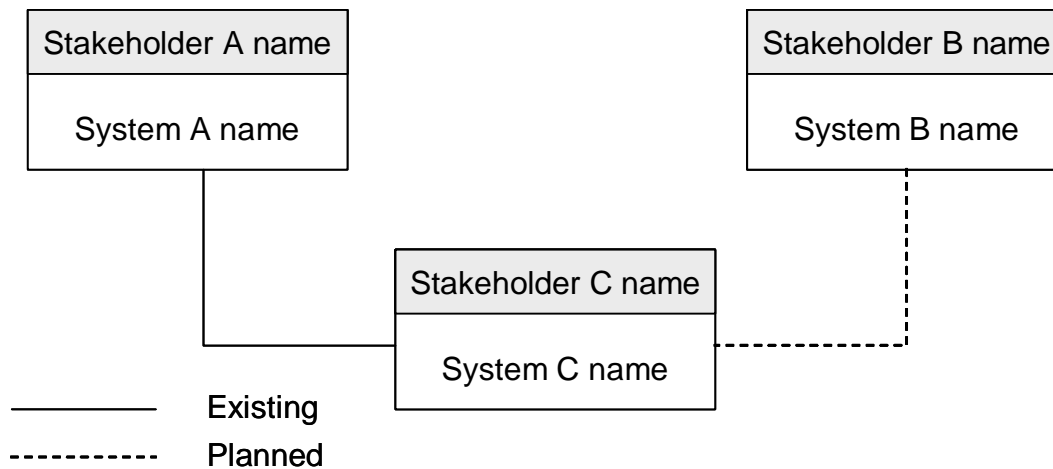 Stakeholder A name
System A name
Stakeholder B name
System B name
Stakeholder C name
System C name
Existing
Planned